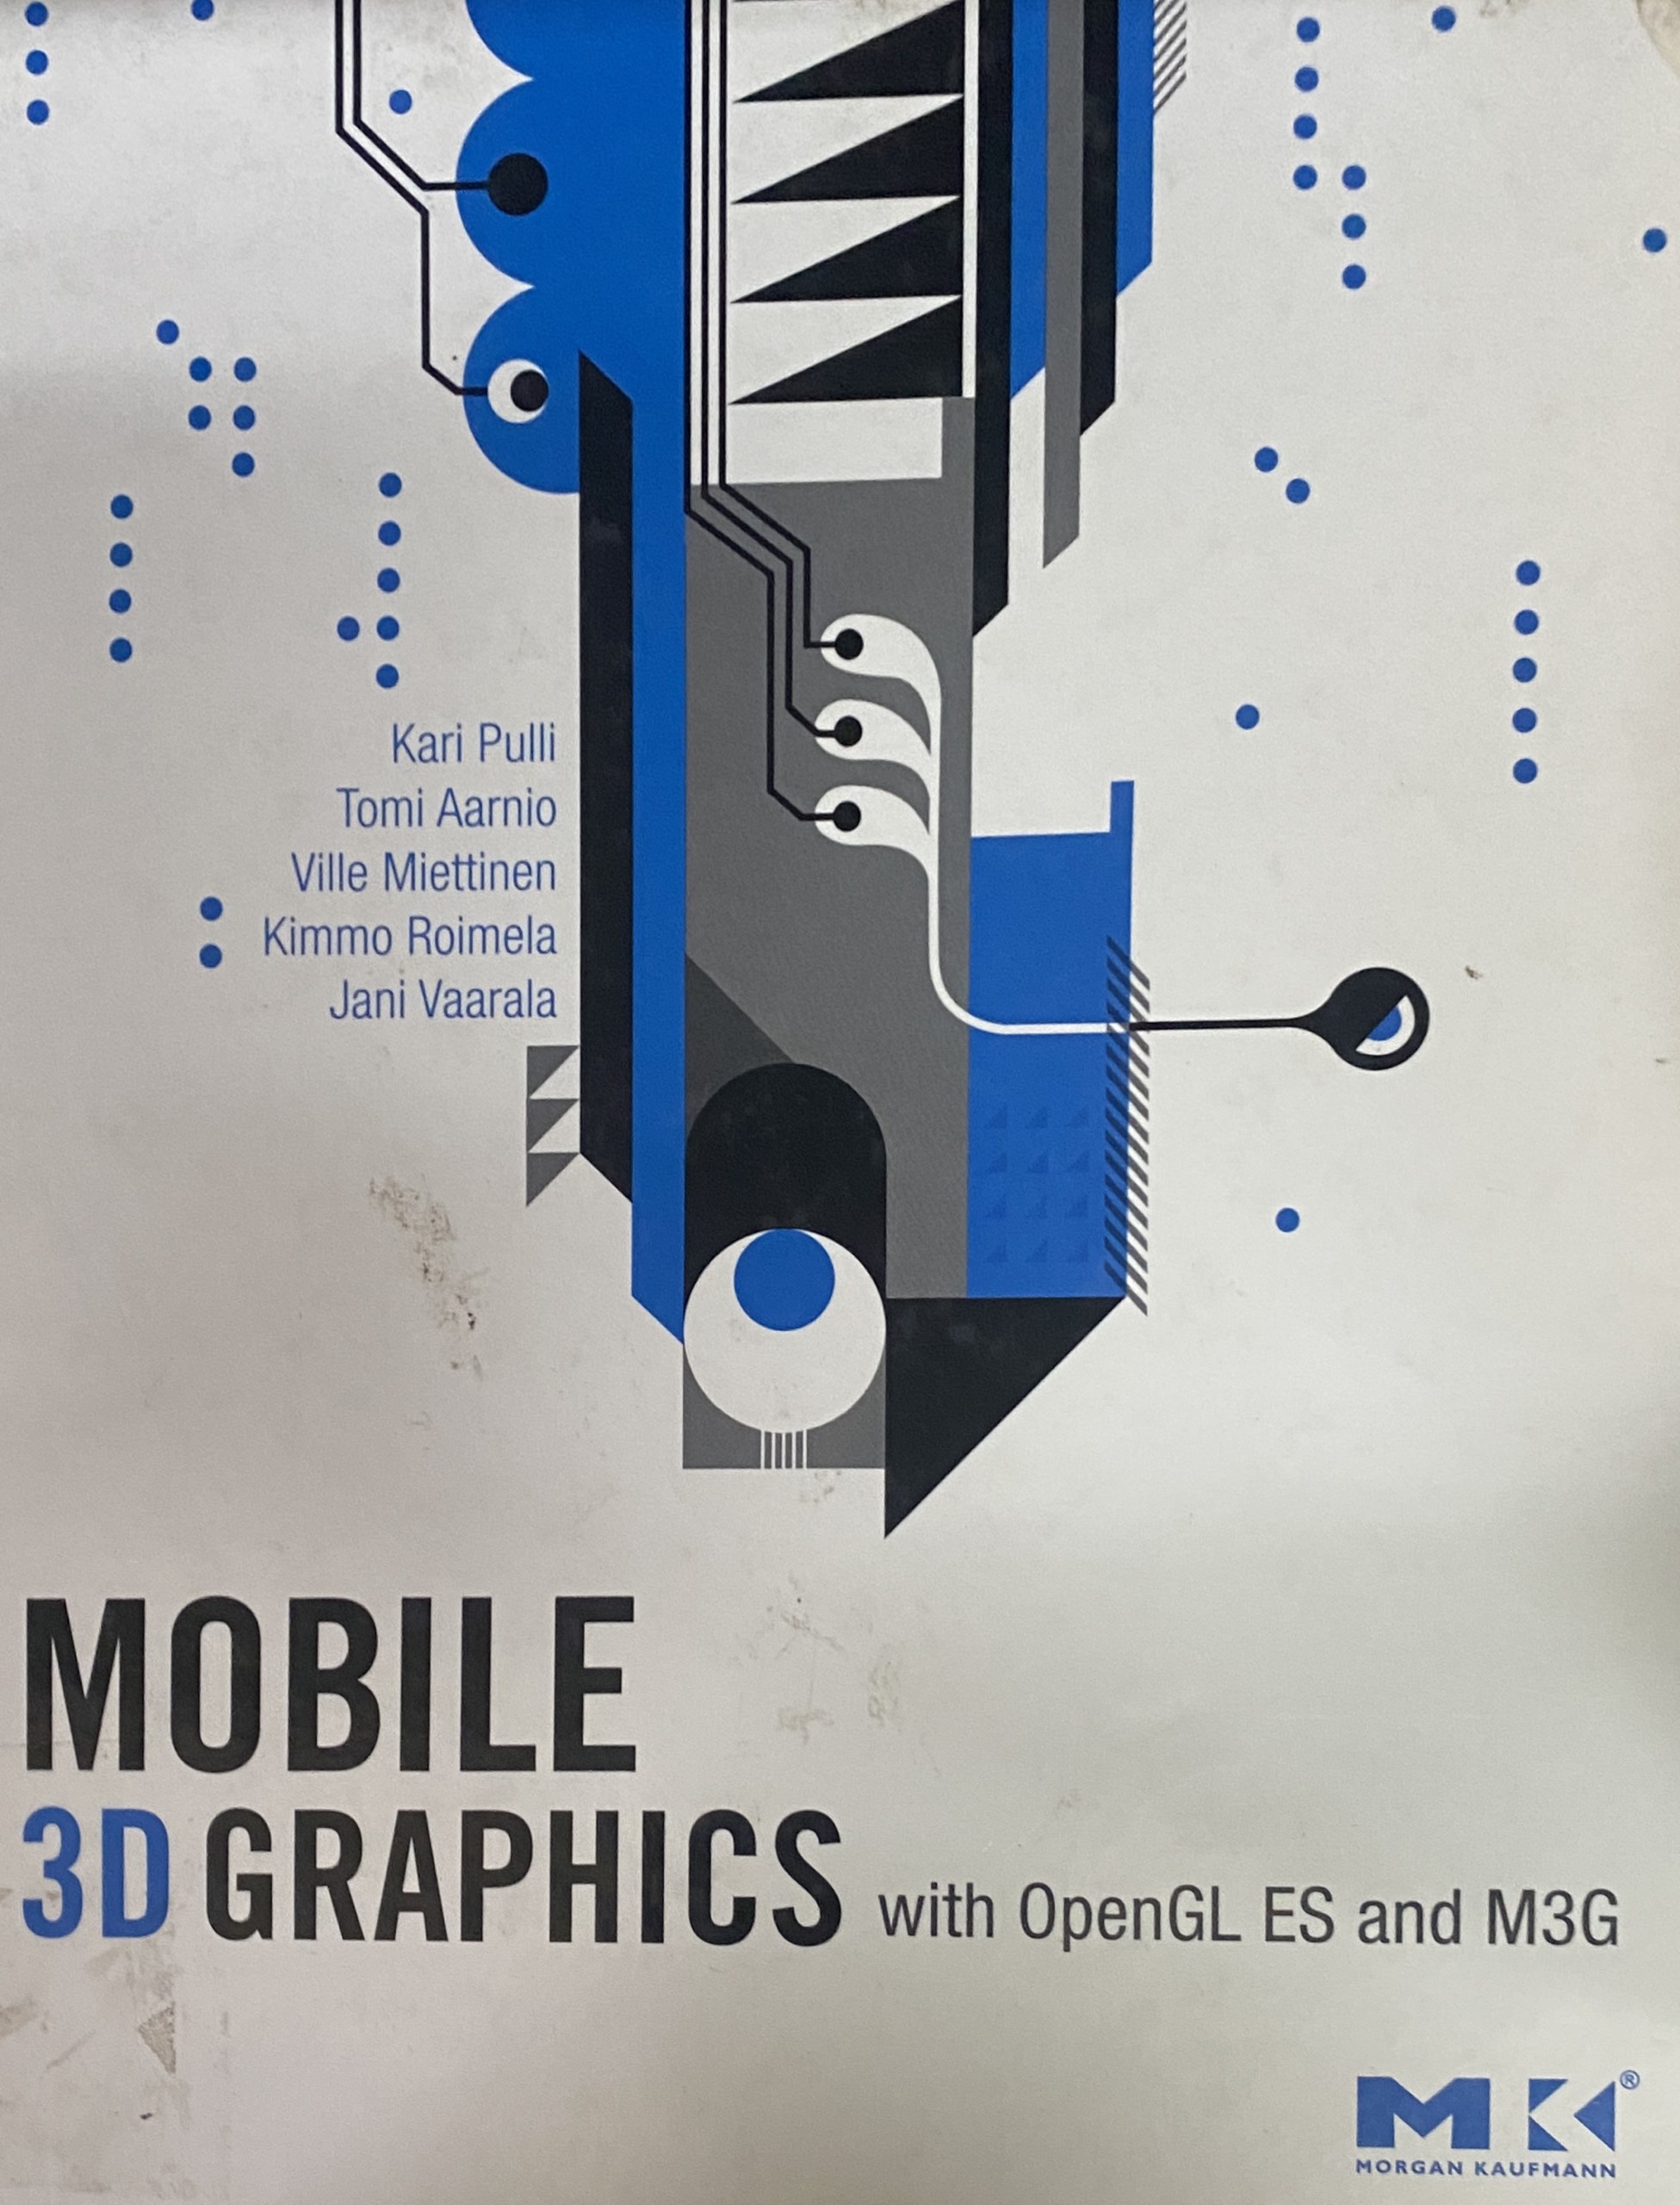 Kari Pulli
Tomi Aarnio
Ville Miettinen
Kimmo Roimela
Jani Vaarala
MOBILE
3D GRAPHICS with OpenGL ES and M3G
MK®
MORGAN KAUFMANN